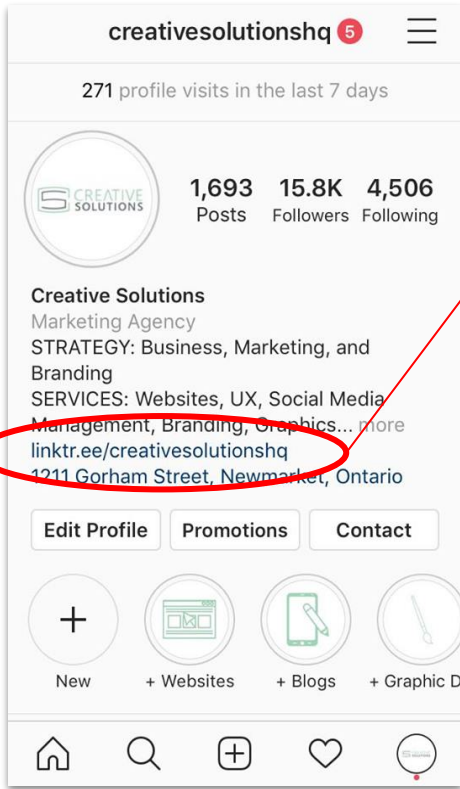 creativesolutionshq 5
271 profile visits in the last 7 days
CREATIVE
SOLUTIONS
1,693 15.8K 4,506
Posts Followers Following
Creative Solutions
Marketing Agency
STRATEGY: Business, Marketing, and
Branding
SERVICES: Websites, UX, Social Media
Management, Branding, Graphics... more
linktr.ee/creativesolutionshq
1211 Gorham Street, Newmarket, Ontario
Edit Profile Promotions Contact
New + Websites + Blogs + Graphic D